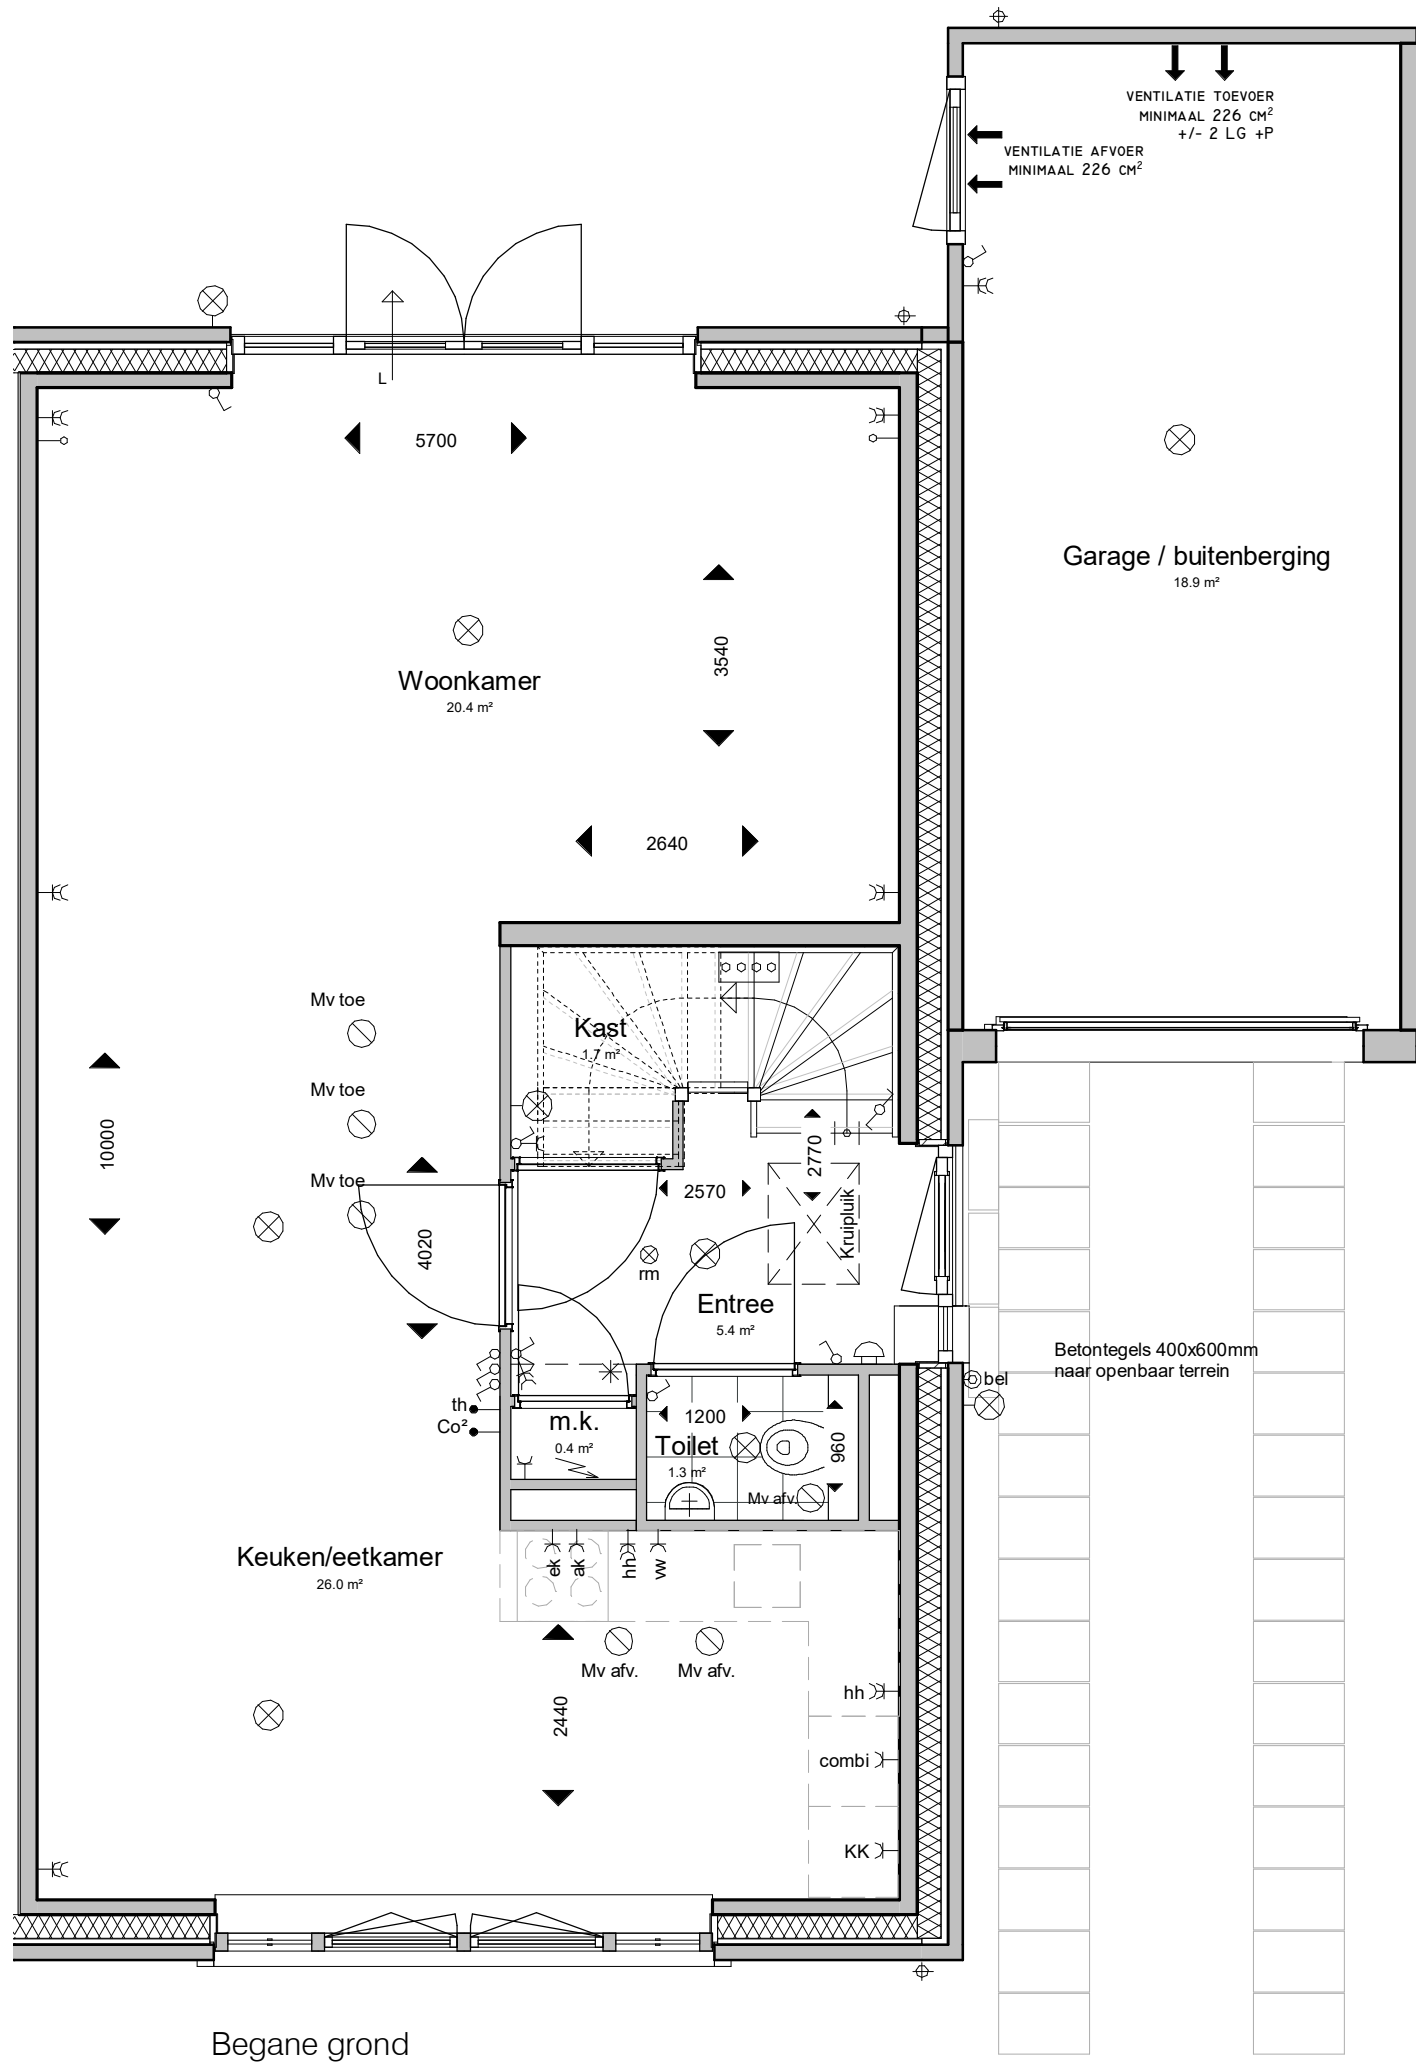 VENTILATIE TOEVOER
MINIMAAL 226 CM²
+/- 2 LG +P
VENTILATIE AFVOER
MINIMAAL 226 CM²
L
5700
Garage / buitenberging
18.9 m²
3540
Woonkamer
20.4 m²
2640
Mv toe
Kast
1.7 m²
Mv toe
10000
2770
Mv toe
2570
Kruipluik
4020
rm
Entree
5.4 m²
Betontegels 400x600mm
naar openbaar terrein
bel
th
Co²
m.k.
0.4 m²
1200
Toilet
1.3 m²
960
Mv afv.
Keuken/eetkamer
26.0 m²
ek
ak
hh
vw
Mv afv.
Mv afv.
hh
2440
combi
KK
Begane grond